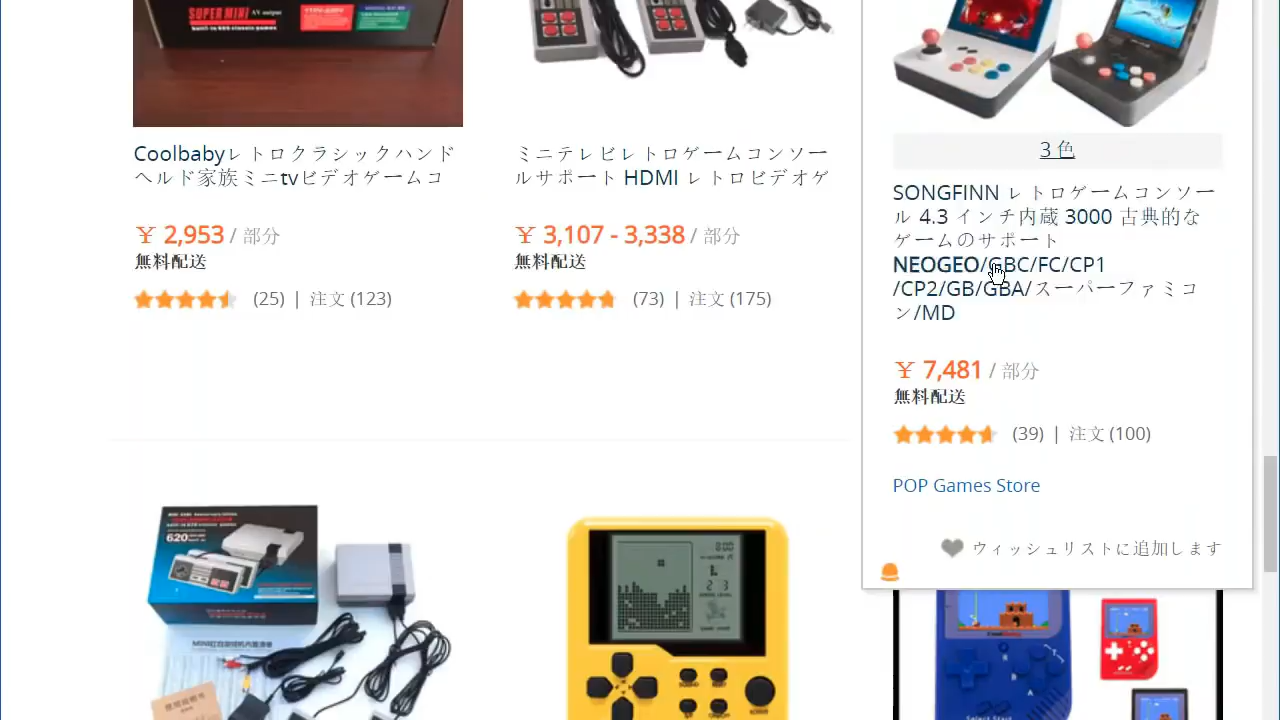 SUPER MINI AV output
Coolbabyレトロクラシックハンド
ヘルド家族ミニtvビデオゲームコ
¥ 2,953 / 部分
無料配送
(25) | 注文 (123)
ミニテレビレトロゲームコンソー
ルサポート HDMI レトロビデオゲ
¥ 3,107 - 3,338 / 部分
無料配送
(73) | 注文 (175)
3 色
SONGFINN レトロゲームコンソー
ル 4.3 インチ内蔵 3000 古典的な
ゲームのサポート
NEOGEO/GBC/FC/CP1
/CP2/GB/GBA/スーパーファミコ
ン/MD
¥ 7,481 / 部分
無料配送
(39) | 注文 (100)
POP Games Store
ウィッシュリストに追加します
620